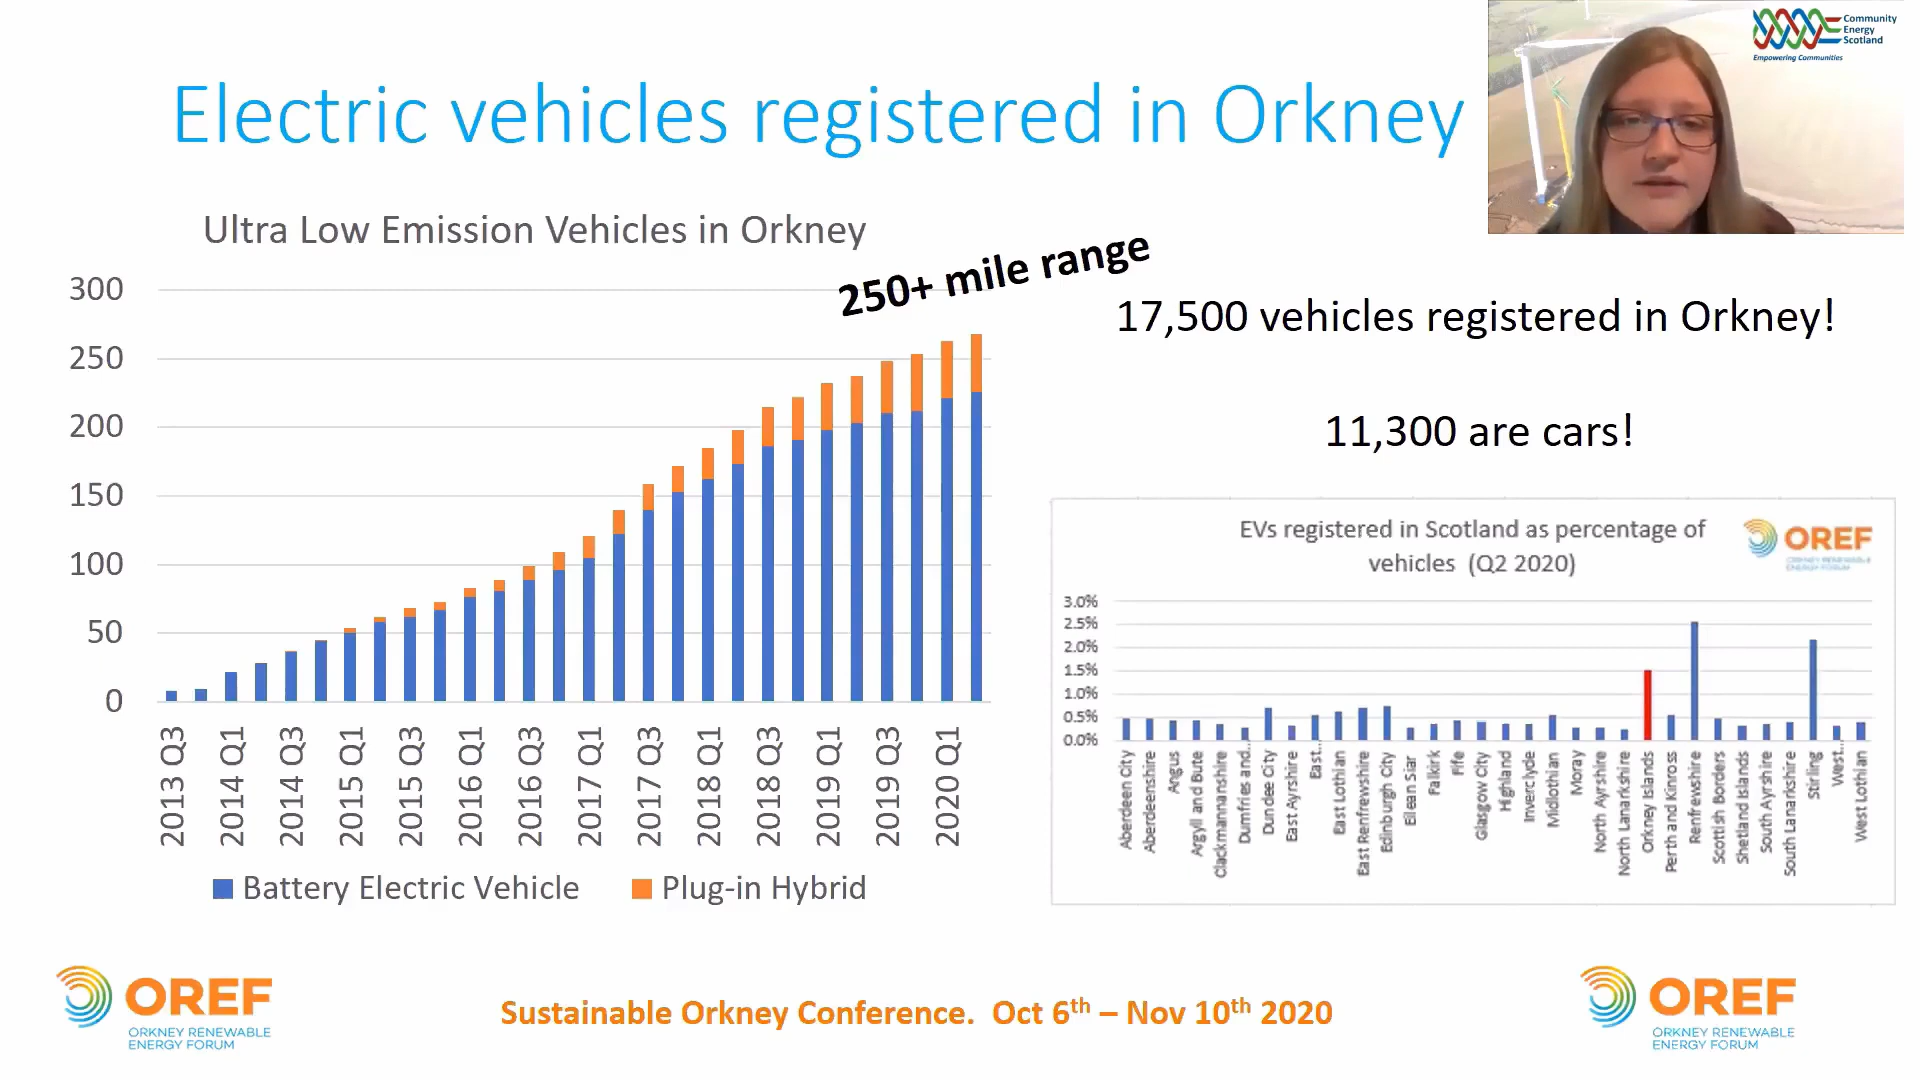 Community
Energy
Scotland
Empowering Communities
Electric vehicles registered in Orkney
Ultra Low Emission Vehicles in Orkney
250+ mile range
300
250
200
150
100
50
0
2013 Q3
2014 Q1
2014 Q3
2015 Q1
2015 Q3
2016 Q1
2016 Q3
2017 Q1
2017 Q3
2018 Q1
2018 Q3
2019 Q1
2019 Q3
2020 Q1
Battery Electric Vehicle
Plug-in Hybrid
17,500 vehicles registered in Orkney!
11,300 are cars!
EVs registered in Scotland as percentage of
vehicles (Q2 2020)
OREF
ORKNEY RENEWABLE
ENERGY FORUM
3.0%
2.5%
2.0%
1.5%
1.0%
0.5%
0.0%
Aberdeen City
Aberdeenshire
Angus
Argyll and Bute
Clackmannanshire
Dumfries and...
Dundee City
East Ayrshire
East...
East Lothian
East Renfrewshire
Edinburgh City
Eilean Siar
Falkirk
Fife
Glasgow City
Highland
Inverclyde
Midlothian
Moray
North Ayrshire
North Lanarkshire
Orkney Islands
Perth and Kinross
Renfrewshire
Scottish Borders
Shetland Islands
South Ayrshire
South Lanarkshire
Stirling
West...
West Lothian
OREF
ORKNEY RENEWABLE
ENERGY FORUM
Sustainable Orkney Conference. Oct 6th – Nov 10th 2020
OREF
ORKNEY RENEWABLE
ENERGY FORUM